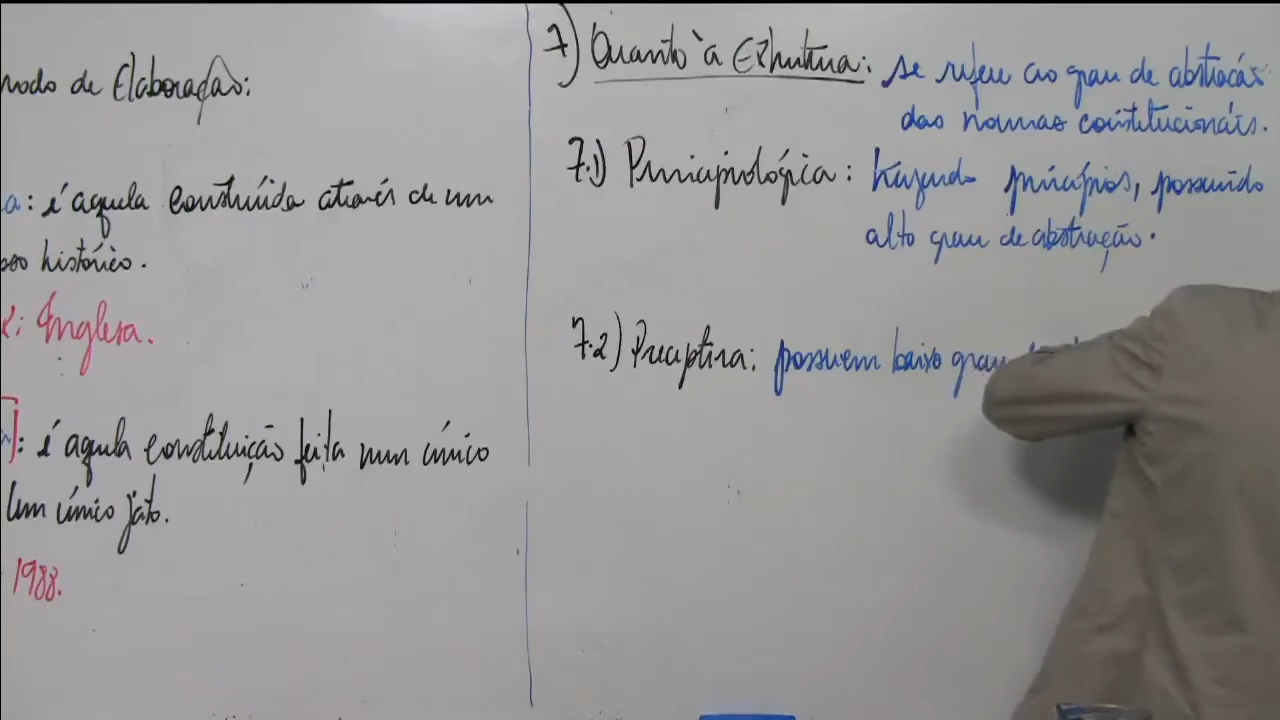 modo de Elaboração:
a: é aquela construída através de um
sso histórico.
x: Inglesa.
: é aquela constituição feita num único
um único jato.
1988.
7) Quanto à Estrutura: se refere ao grau de abstração
das normas constitucionais.
7.1) Principiológica: trazendo princípios, possuindo
alto grau de abstração.
7.2) Preceptiva: possuem baixo grau